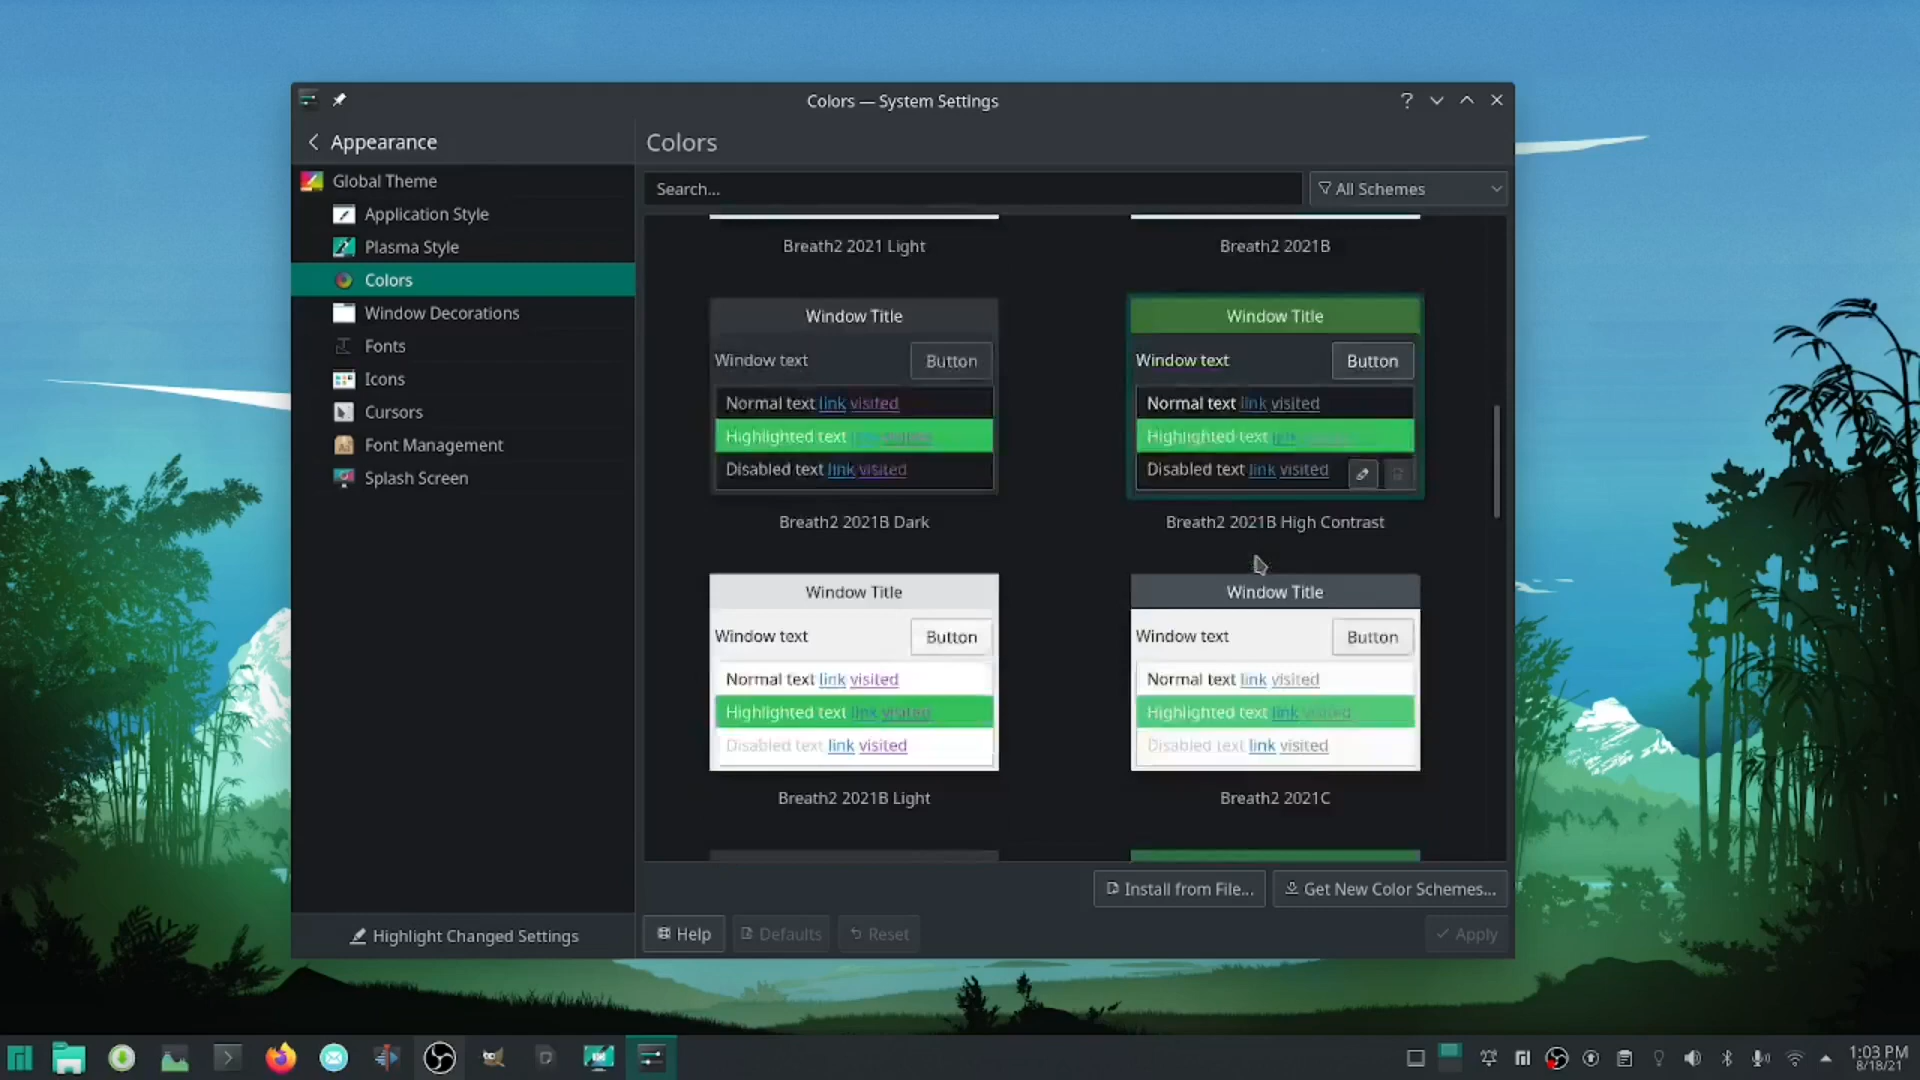 Colors — System Settings
Appearance
Global Theme
Application Style
Plasma Style
Colors
Window Decorations
Fonts
Icons
Cursors
Font Management
Splash Screen
Highlight Changed Settings
Colors
Search...
All Schemes
Breath2 2021 Light
Breath2 2021B
Window Title
Window text
Button
Normal text link visited
Highlighted text link visited
Disabled text link visited
Breath2 2021B Dark
Window Title
Window text
Button
Normal text link visited
Highlighted text link
Disabled text link visited
Breath2 2021B High Contrast
Window Title
Window text
Button
Normal text link visited
Highlighted text link visited
Disabled text link visited
Breath2 2021B Light
Window Title
Window text
Button
Normal text link visited
Highlighted text link visited
Disabled text link visited
Breath2 2021C
Install from File...
Get New Color Schemes...
Help
Defaults
Reset
Apply
1:03 PM
8/18/21